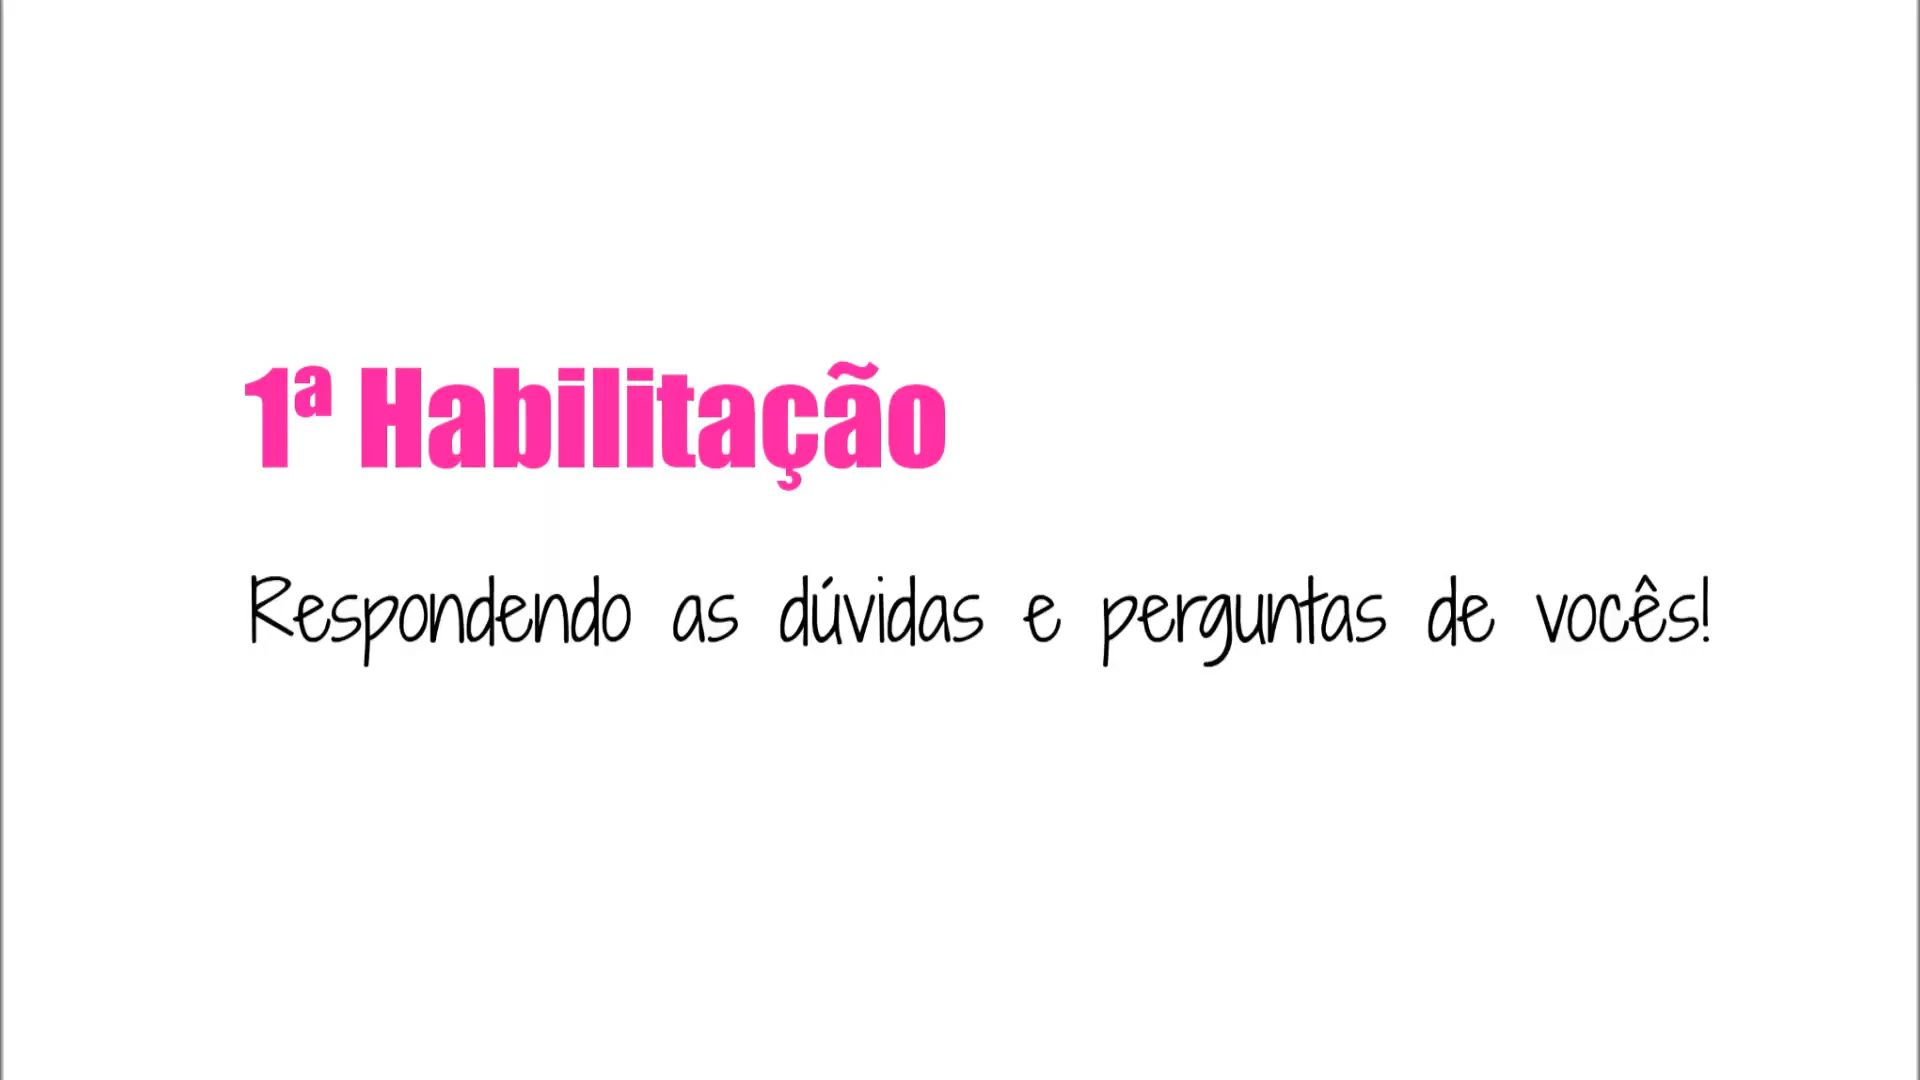 1ª Habilitação
Respondendo as dúvidas e perguntas de vocês!